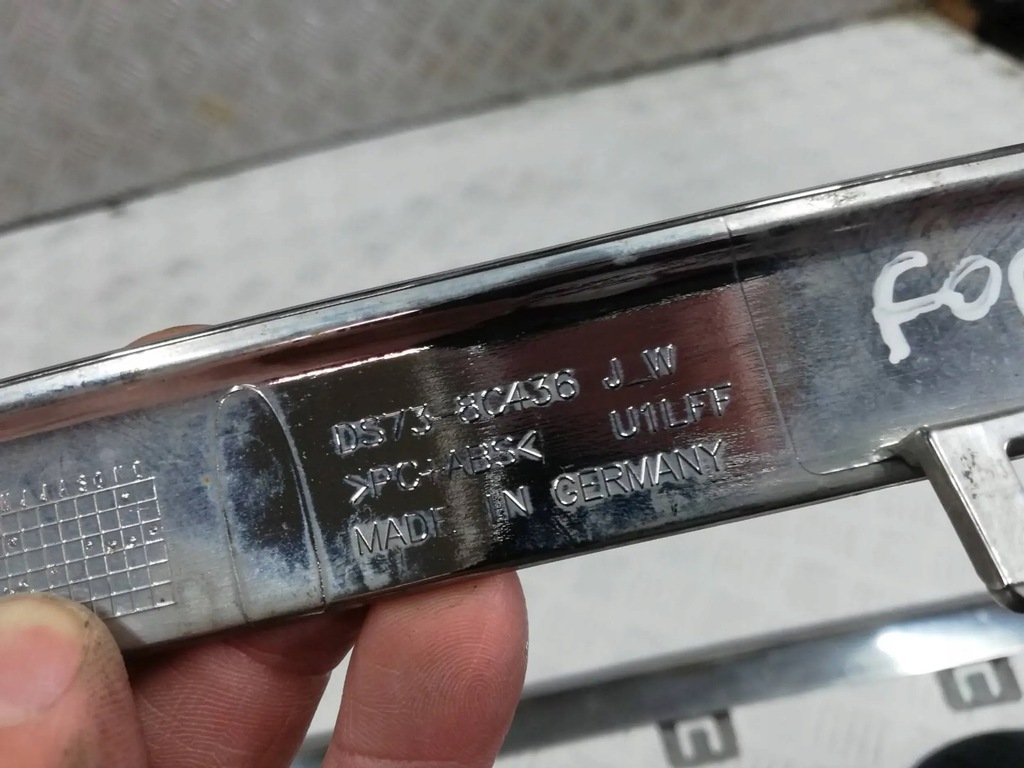 DS73-8C436 J_W
>PC+ABS< U1LFF
MADE IN GERMANY